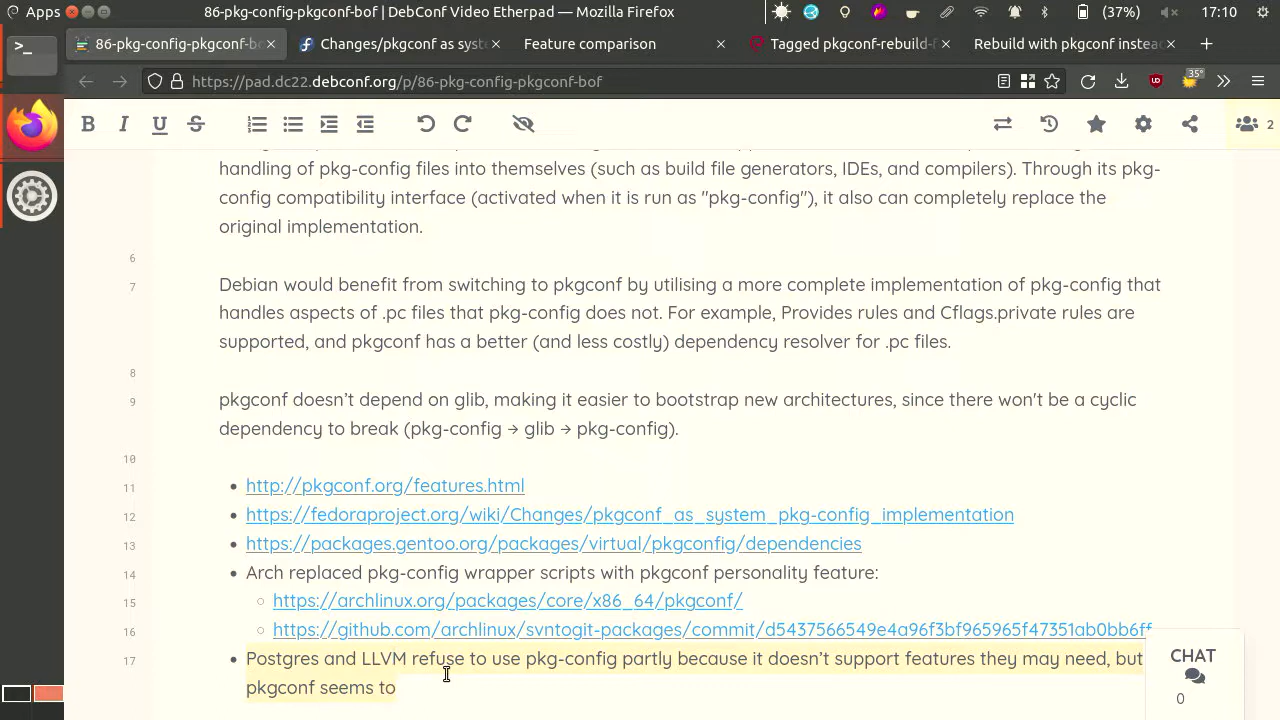 Apps 86-pkg-config-pkgconf-bof | DebConf Video Etherpad — Mozilla Firefox (37%) 17:10
86-pkg-config-pkgconf-b Changes/pkgconf as syst Feature comparison Tagged pkgconf-rebuild-f Rebuild with pkgconf instea
https://pad.dc22.debconf.org/p/86-pkg-config-pkgconf-bof 35°
B I U S 2
handling of pkg-config files into themselves (such as build file generators, IDEs, and compilers). Through its pkg-
config compatibility interface (activated when it is run as "pkg-config"), it also can completely replace the
original implementation.
6
7 Debian would benefit from switching to pkgconf by utilising a more complete implementation of pkg-config that
handles aspects of .pc files that pkg-config does not. For example, Provides rules and Cflags.private rules are
supported, and pkgconf has a better (and less costly) dependency resolver for .pc files.
8
9 pkgconf doesn’t depend on glib, making it easier to bootstrap new architectures, since there won't be a cyclic
dependency to break (pkg-config → glib → pkg-config).
10
11 http://pkgconf.org/features.html
12 https://fedoraproject.org/wiki/Changes/pkgconf_as_system_pkg-config_implementation
13 https://packages.gentoo.org/packages/virtual/pkgconfig/dependencies
14 Arch replaced pkg-config wrapper scripts with pkgconf personality feature:
15 https://archlinux.org/packages/core/x86_64/pkgconf/
16 https://github.com/archlinux/svntogit-packages/commit/d5437566549e4a96f3bf965965f47351ab0bb6ff
17 Postgres and LLVM refuse to use pkg-config partly because it doesn’t support features they may need, but
pkgconf seems to
CHAT
0